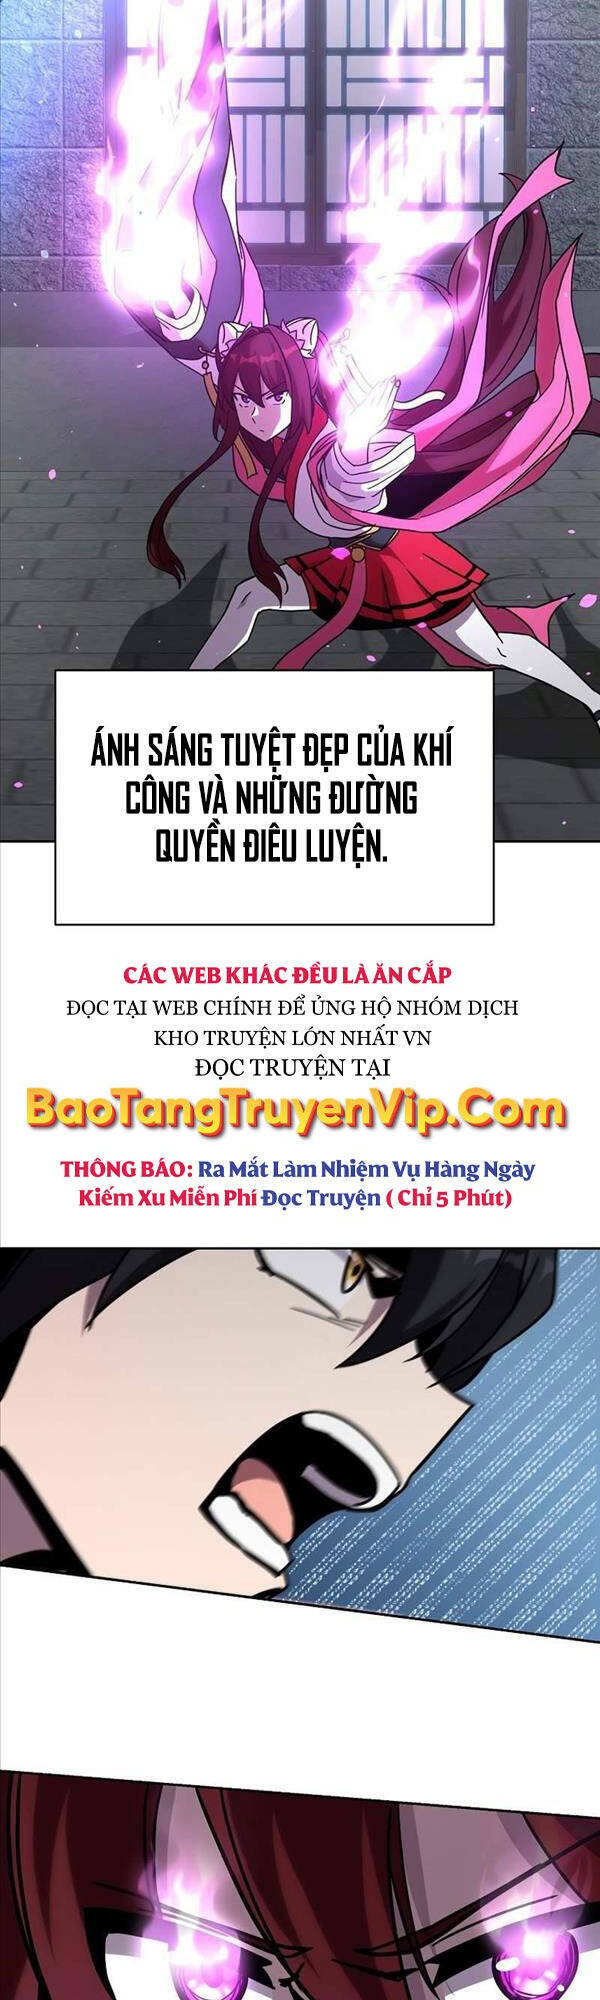 ÁNH SÁNG TUYỆT ĐẸP CỦA KHÍ
CÔNG VÀ NHỮNG ĐƯỜNG
QUYỀN ĐIÊU LUYỆN.
CÁC WEB KHÁC ĐỀU LÀ ĂN CẮP
ĐỌC TẠI WEB CHÍNH ĐỂ ỦNG HỘ NHÓM DỊCH
KHO TRUYỆN LỚN NHẤT VN
ĐỌC TRUYỆN TẠI
BaoTangTruyenVip.Com
THÔNG BÁO: Ra Mắt Làm Nhiệm Vụ Hàng Ngày
Kiếm Xu Miễn Phí Đọc Truyện ( Chỉ 5 Phút)